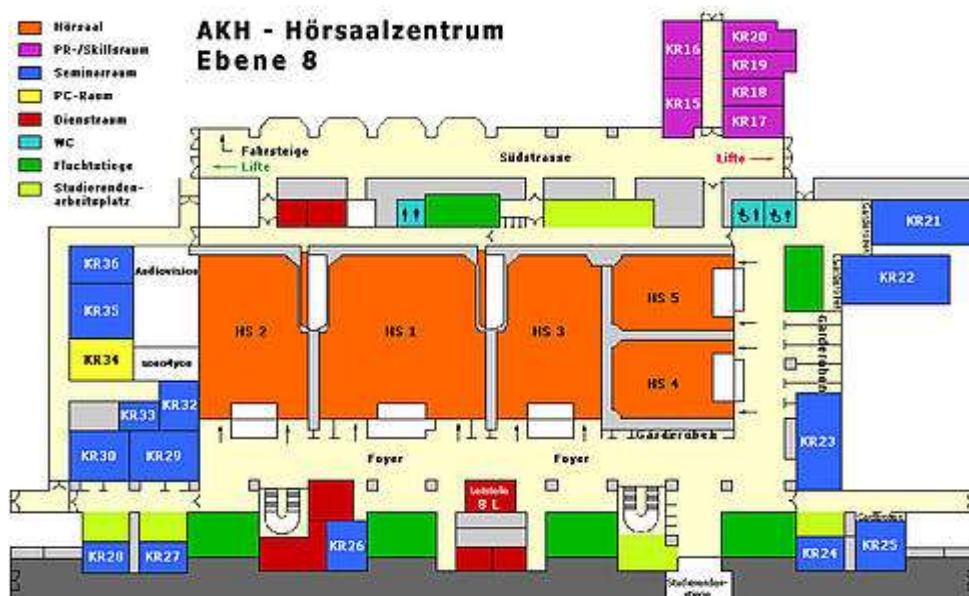 AKH - Hörsaalzentrum
Ebene 8
Hörsaal
PR-/Skillsraum
Seminarraum
PC-Raum
Dienstraum
WC
Fluchtstiege
Studierenden-
arbeitsplatz
KR16
KR20
KR19
KR15
KR18
KR17
Fahrsteige
Lifte
Südstrasse
Lifte
KR21
Garderoben
KR36
Audiovision
KR22
Garderoben
KR35
HS 2
HS 1
HS 3
HS 5
Garderoben
KR34
HS 4
KR32
KR33
KR30
KR29
KR23
Garderoben
Foyer
Foyer
Leitstelle
8 L
KR28
KR27
KR26
KR24
KR25
Studierenden-